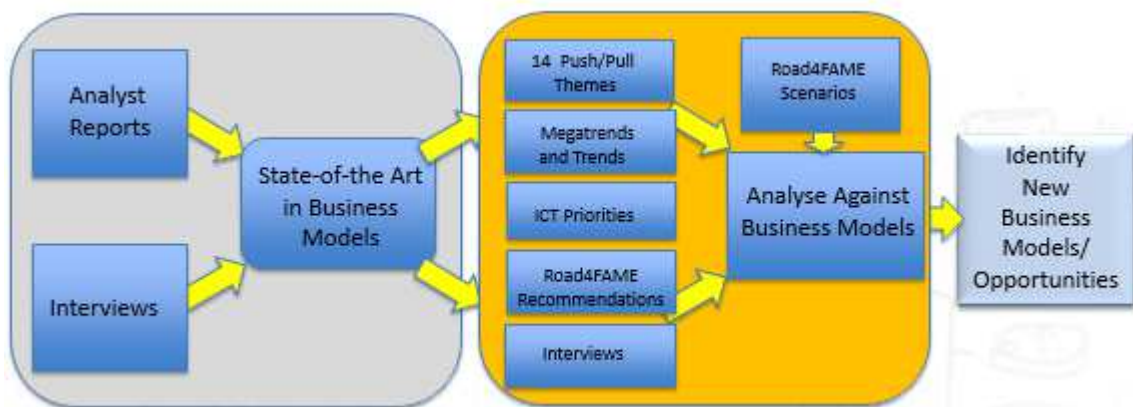 Analyst
Reports
Interviews
State-of-the Art
in Business
Models
14 Push/Pull
Themes
Megatrends
and Trends
ICT Priorities
Road4FAME
Recommendations
Interviews
Road4FAME
Scenarios
Analyse Against
Business Models
Identify
New
Business
Models/
Opportunities